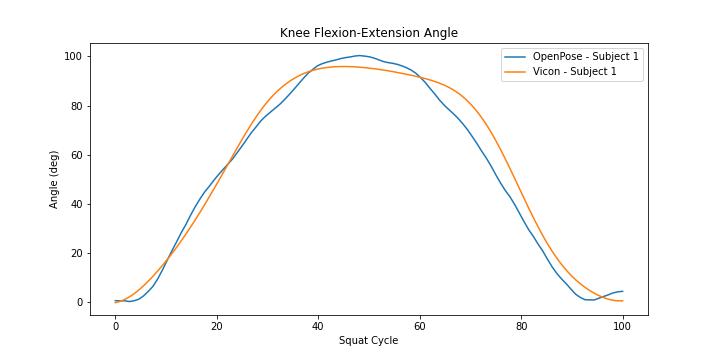 Knee Flexion-Extension Angle
OpenPose - Subject 1
Vicon - Subject 1
100
80
60
40
20
0
Angle (deg)
0 20 40 60 80 100
Squat Cycle